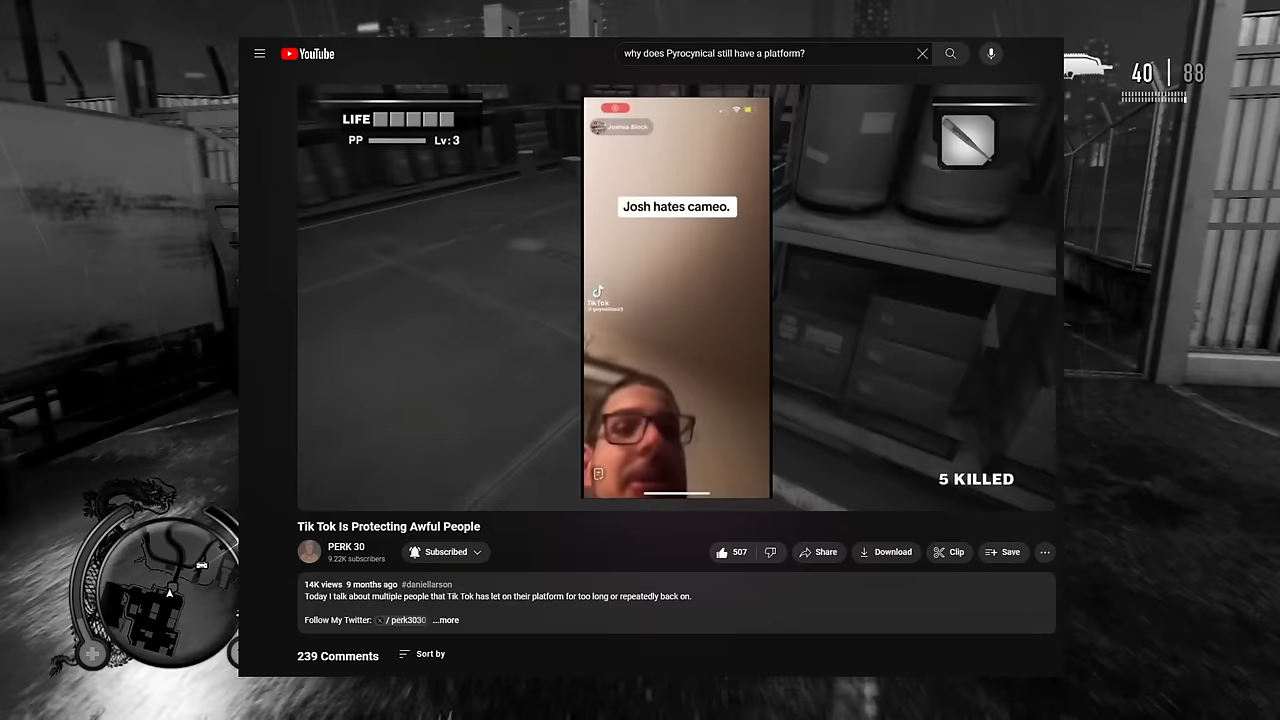 YouTube
why does Pyrocynical still have a platform?
40 | 88
LIFE
PP Lv: 3
Joshua Block
Josh hates cameo.
TikTok
5 KILLED
Tik Tok Is Protecting Awful People
PERK 30
9.22K subscribers
Subscribed
507
Share
Download
Clip
Save
14K views 9 months ago #daniellarson
Today I talk about multiple people that Tik Tok has let on their platform for too long or repeatedly back on.
Follow My Twitter: X / perk3030 ...more
239 Comments
Sort by